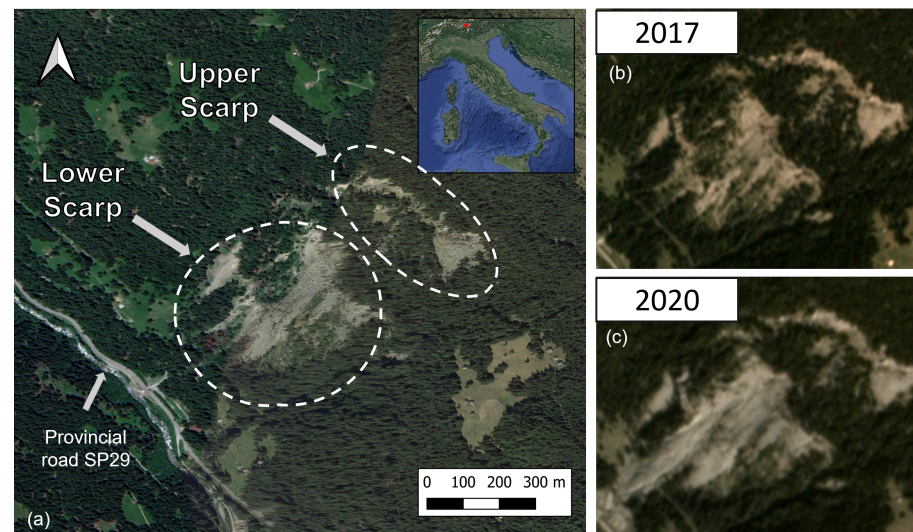 Upper
Scarp
Lower
Scarp
Provincial
road SP29
0 100 200 300 m
(a)
2017
(b)
2020
(c)